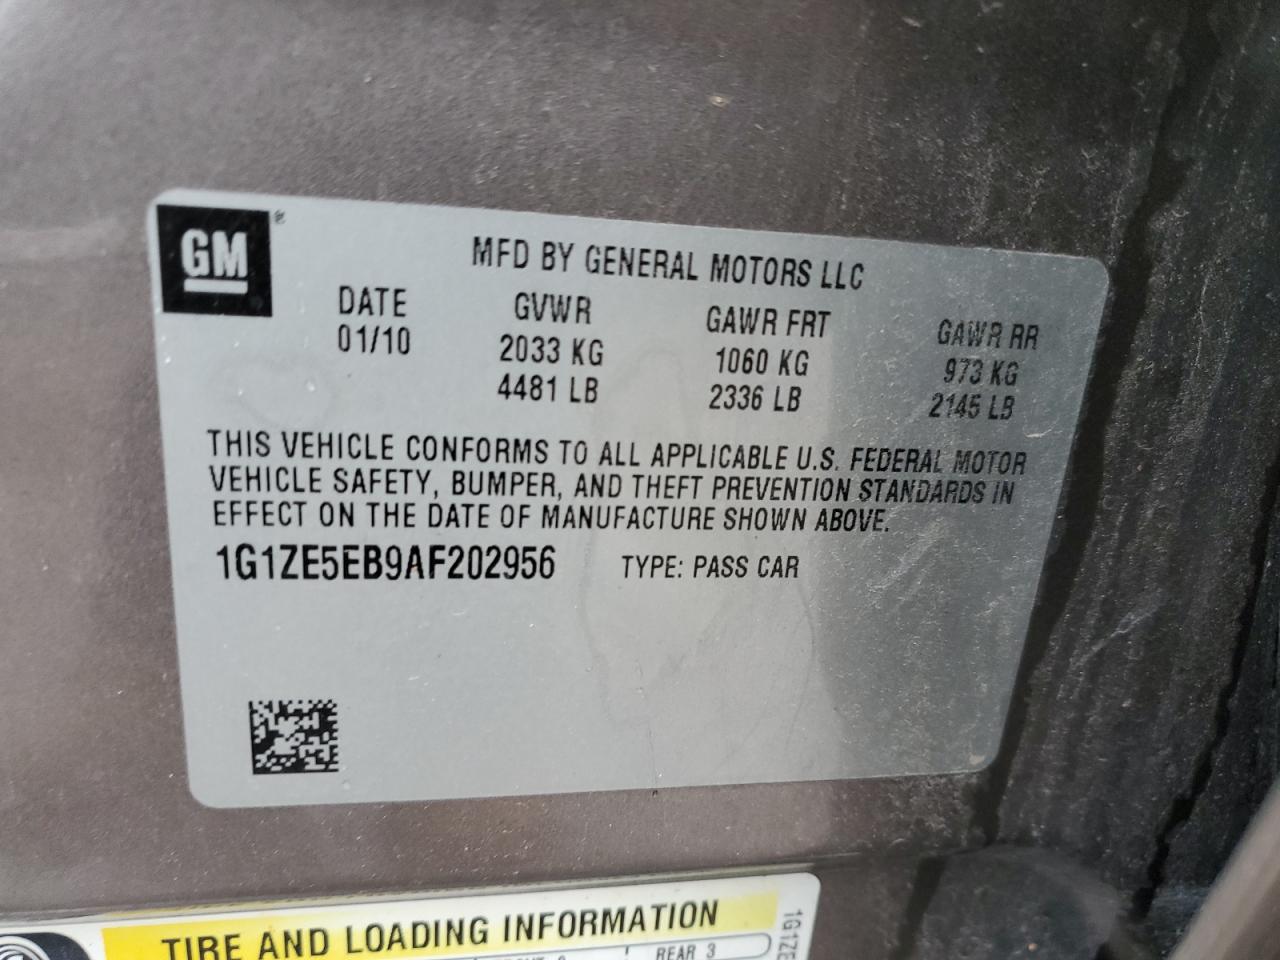 GM®
MFD BY GENERAL MOTORS LLC
DATE GVWR GAWR FRT GAWR RR
01/10 2033 KG 1060 KG 973 KG
4481 LB 2336 LB 2145 LB
THIS VEHICLE CONFORMS TO ALL APPLICABLE U.S. FEDERAL MOTOR
VEHICLE SAFETY, BUMPER, AND THEFT PREVENTION STANDARDS IN
EFFECT ON THE DATE OF MANUFACTURE SHOWN ABOVE.
1G1ZE5EB9AF202956 TYPE: PASS CAR
TIRE AND LOADING INFORMATION
REAR 3
1G1ZE